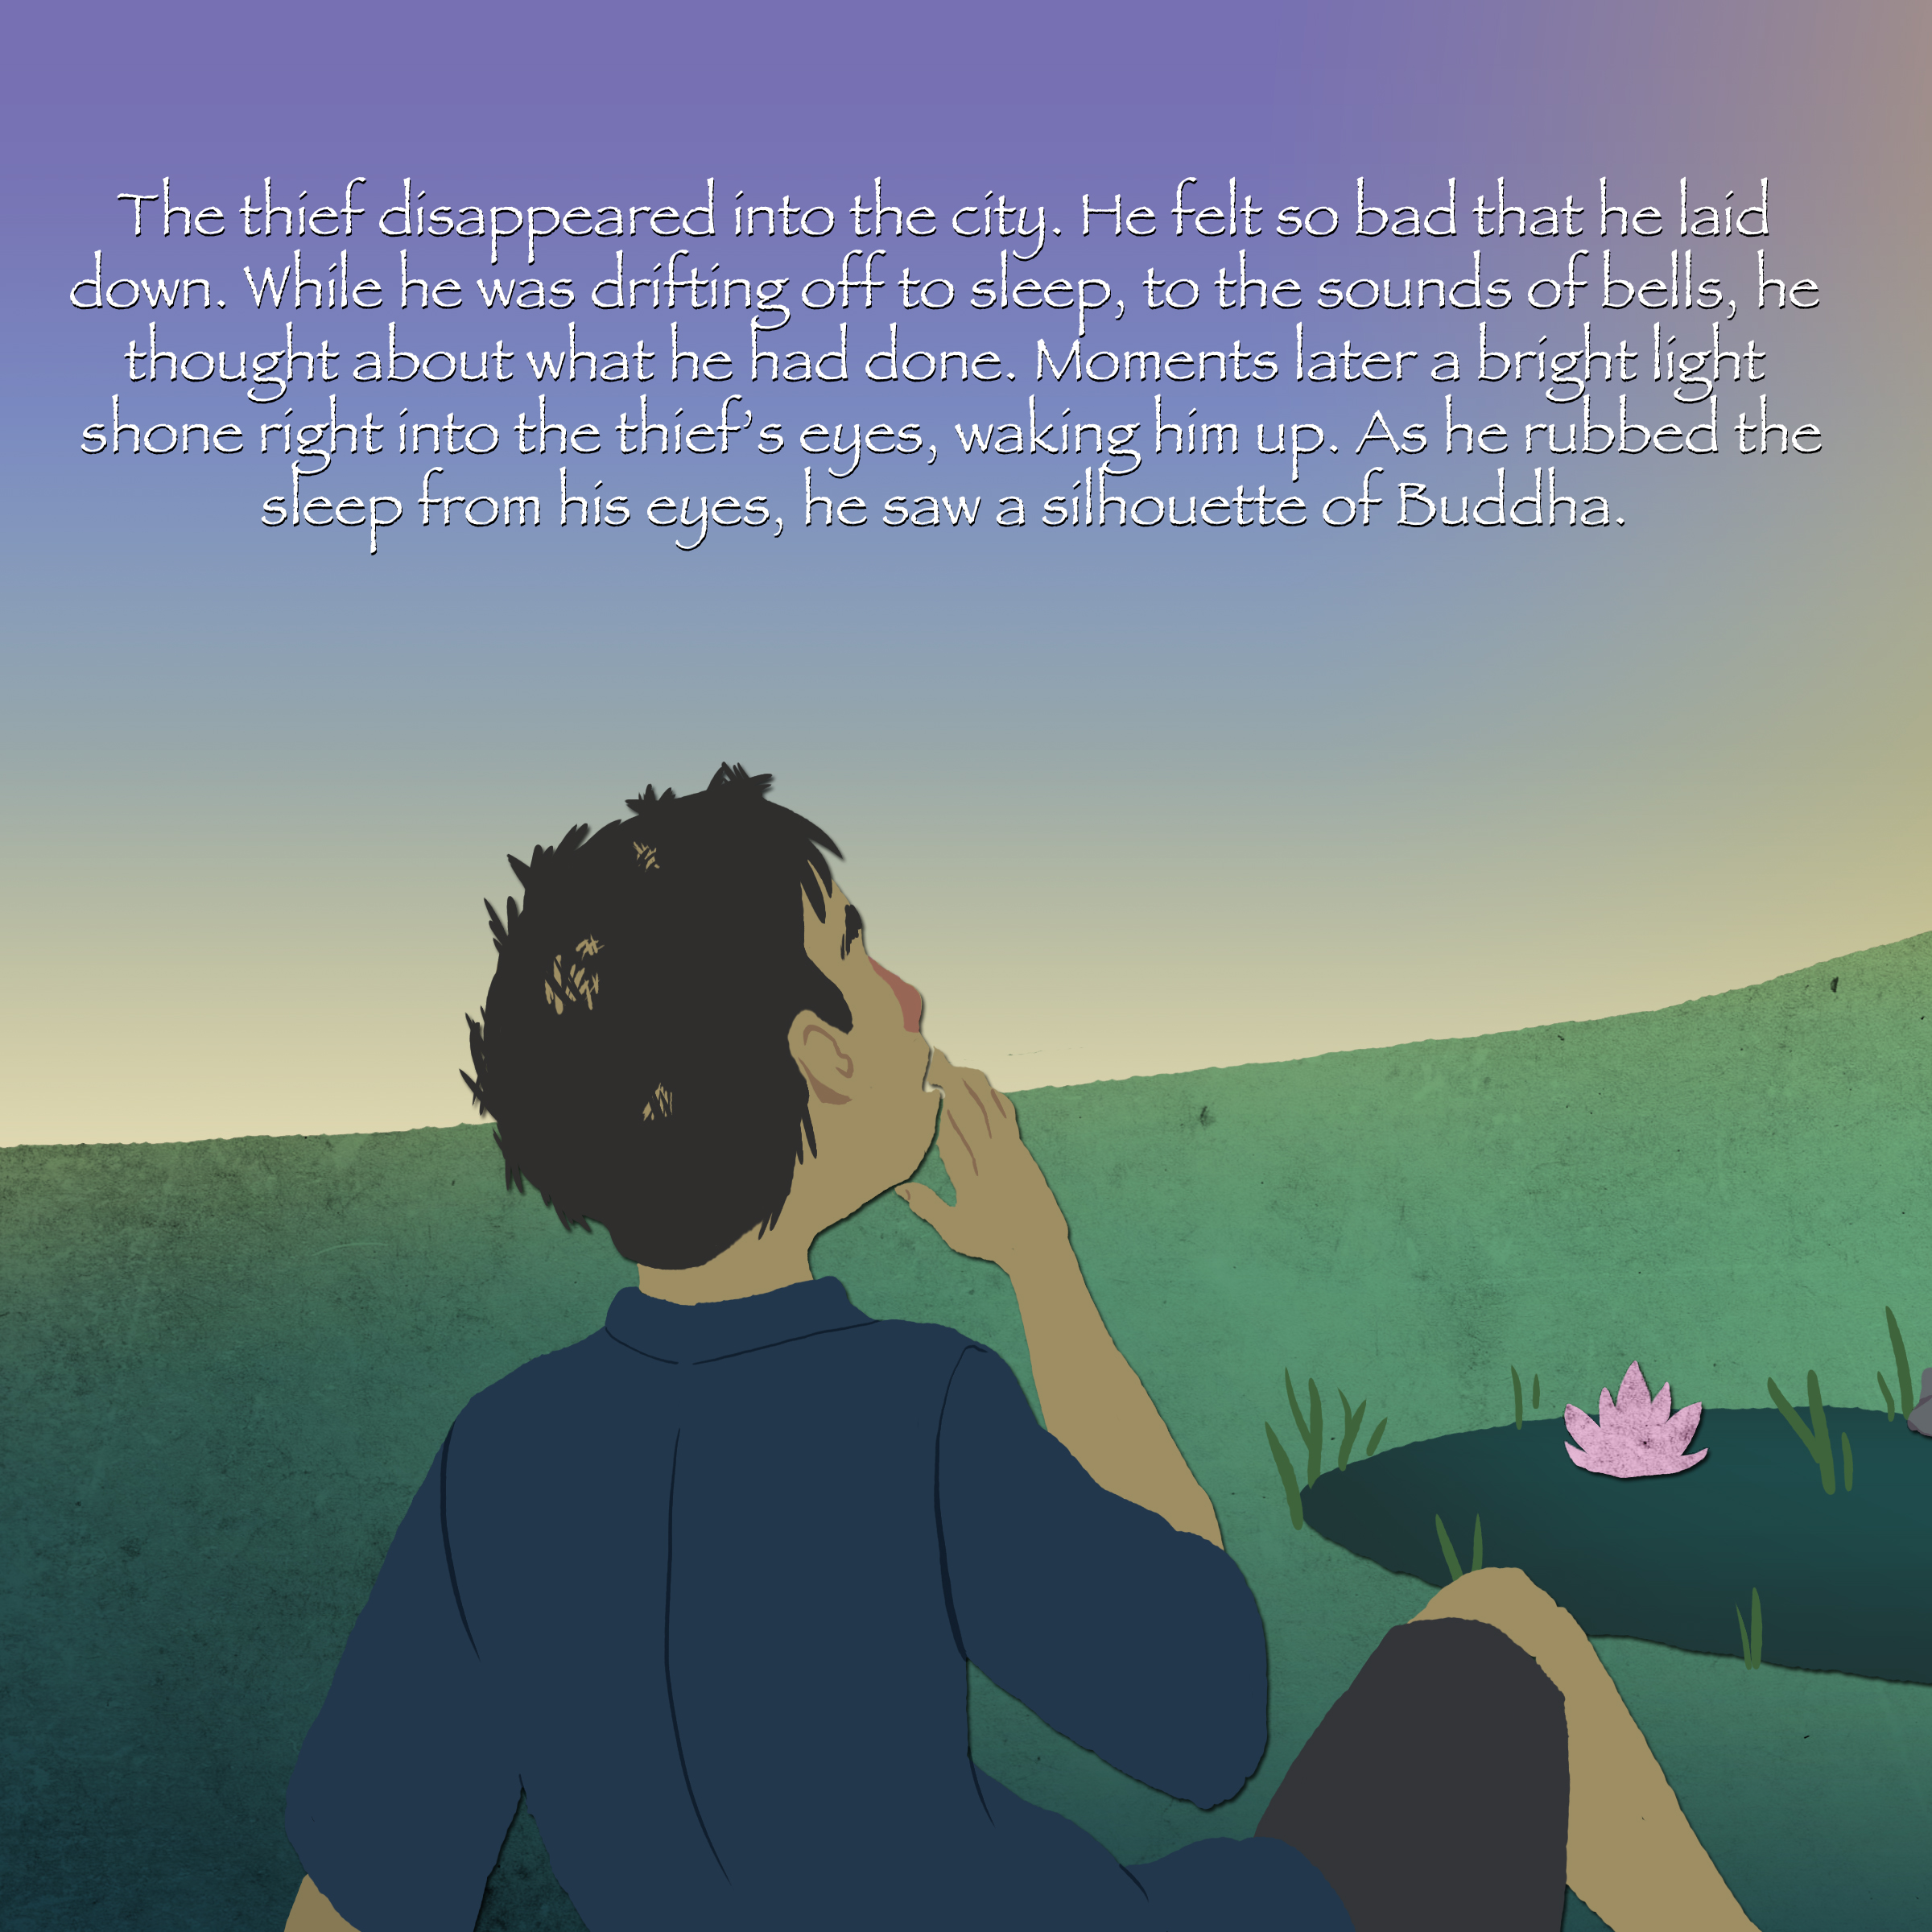 The thief disappeared into the city. He felt so bad that he laid
down. While he was drifting off to sleep, to the sounds of bells, he
thought about what he had done. Moments later a bright light
shone right into the thief’s eyes, waking him up. As he rubbed the
sleep from his eyes, he saw a silhouette of Buddha.